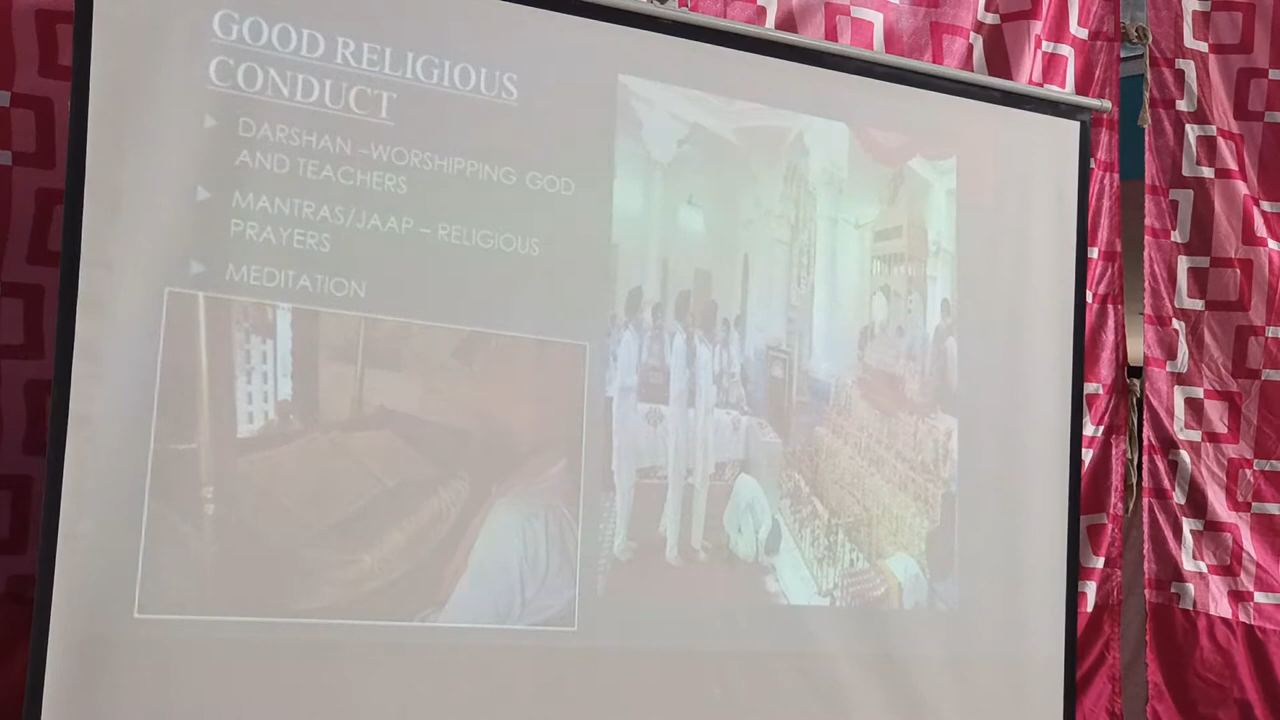 GOOD RELIGIOUS
CONDUCT
DARSHAN –WORSHIPPING GOD
AND TEACHERS
MANTRAS/JAAP – RELIGIOUS
PRAYERS
MEDITATION